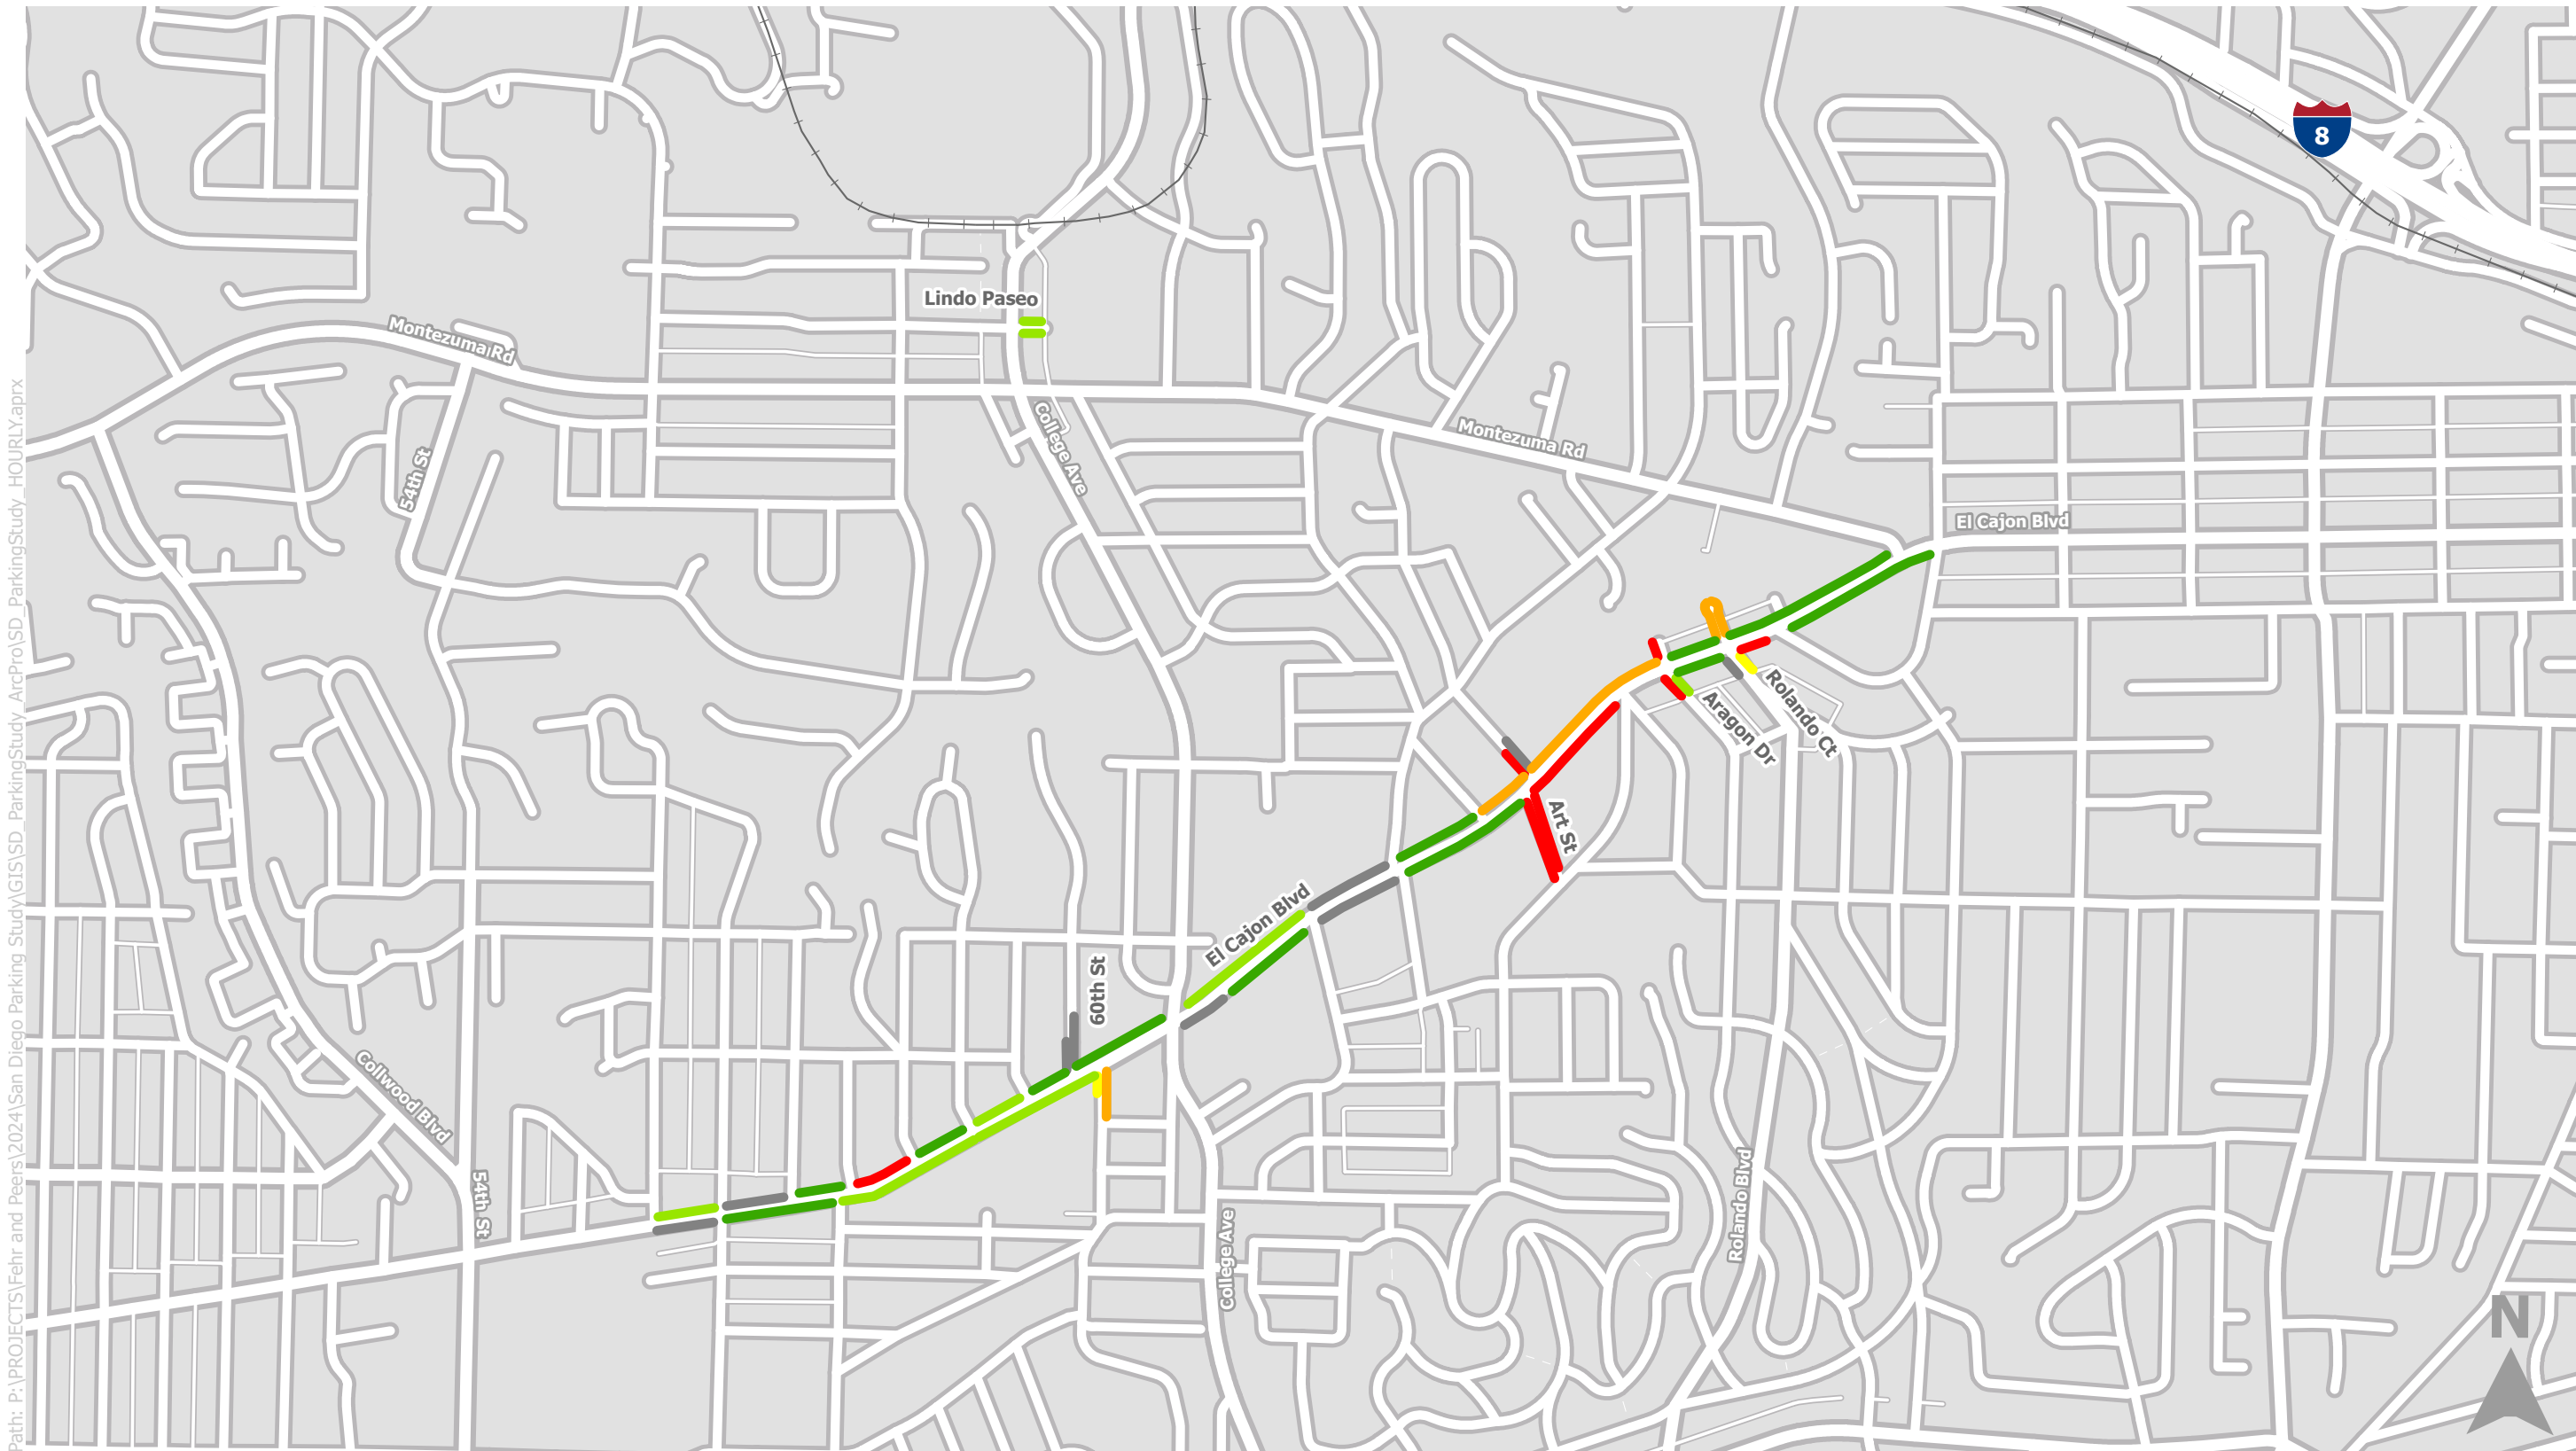 8
Lindo Paseo
Montezuma Rd
College Ave
Montezuma Rd
54th St
El Cajon Blvd
Rolando Ct
Aragon Dr
Art St
El Cajon Blvd
60th St
Collwood Blvd
54th St
Rolando Blvd
College Ave
N
Path: P:\PROJECTS\Fehr and Peers\2024\San Diego Parking Study\GIS\SD_ParkingStudy_ArcPro\SD_ParkingStudy_HOURLY.aprx